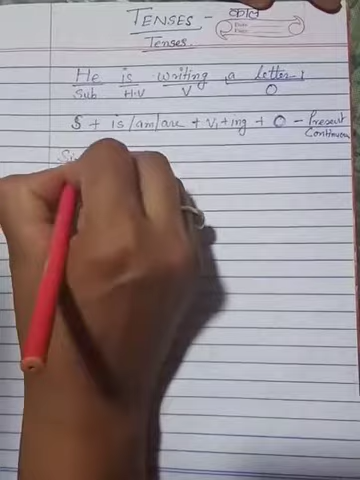 TENSES - काल
Tenses.
He is writing a letter.
Sub H.V V O
S + is/am/are + V₁+ing + O - Present Continuous